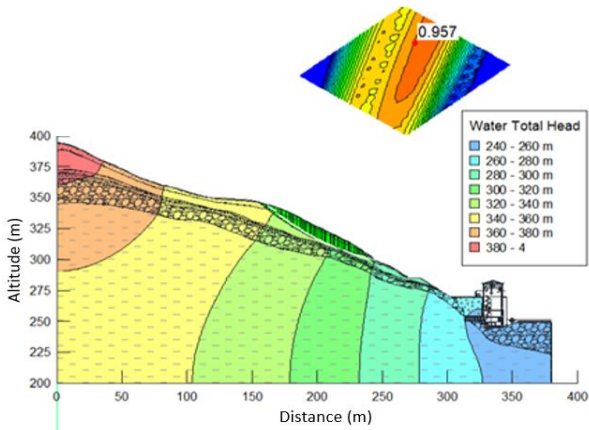 0.957
Water Total Head
240 - 260 m
260 - 280 m
280 - 300 m
300 - 320 m
320 - 340 m
340 - 360 m
360 - 380 m
380 - 4
400
375
350
325
300
275
250
225
200
Altitude (m)
0
50
100
150
200
250
300
350
400
Distance (m)